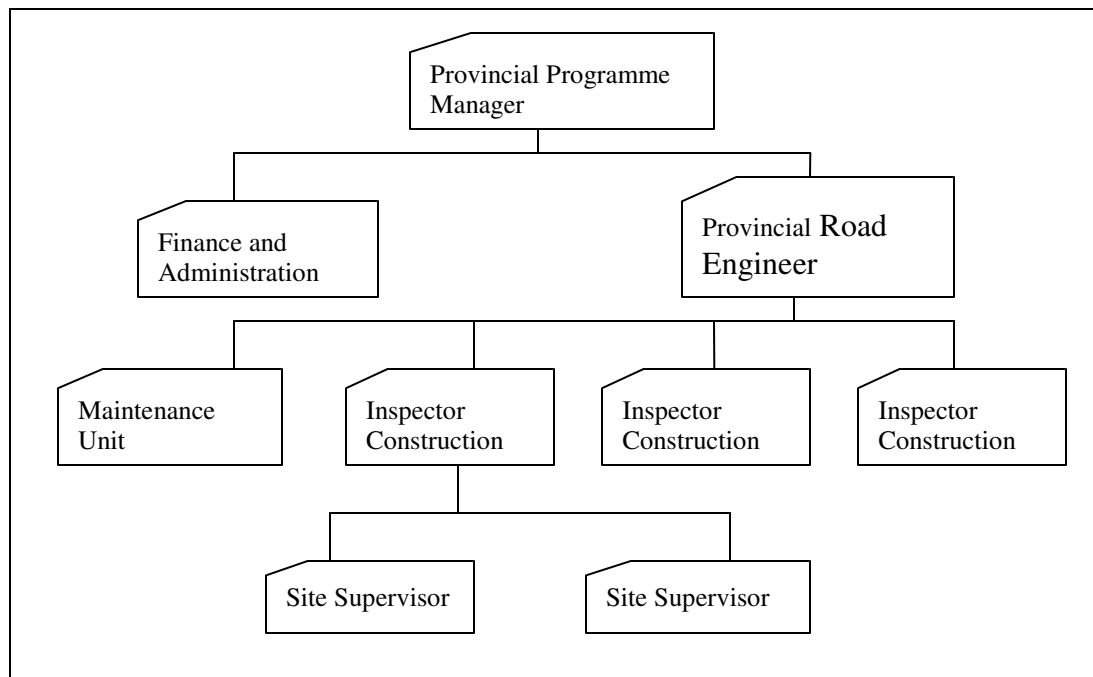 Provincial Programme
Manager
Finance and
Administration
Provincial Road
Engineer
Maintenance
Unit
Inspector
Construction
Inspector
Construction
Inspector
Construction
Site Supervisor
Site Supervisor